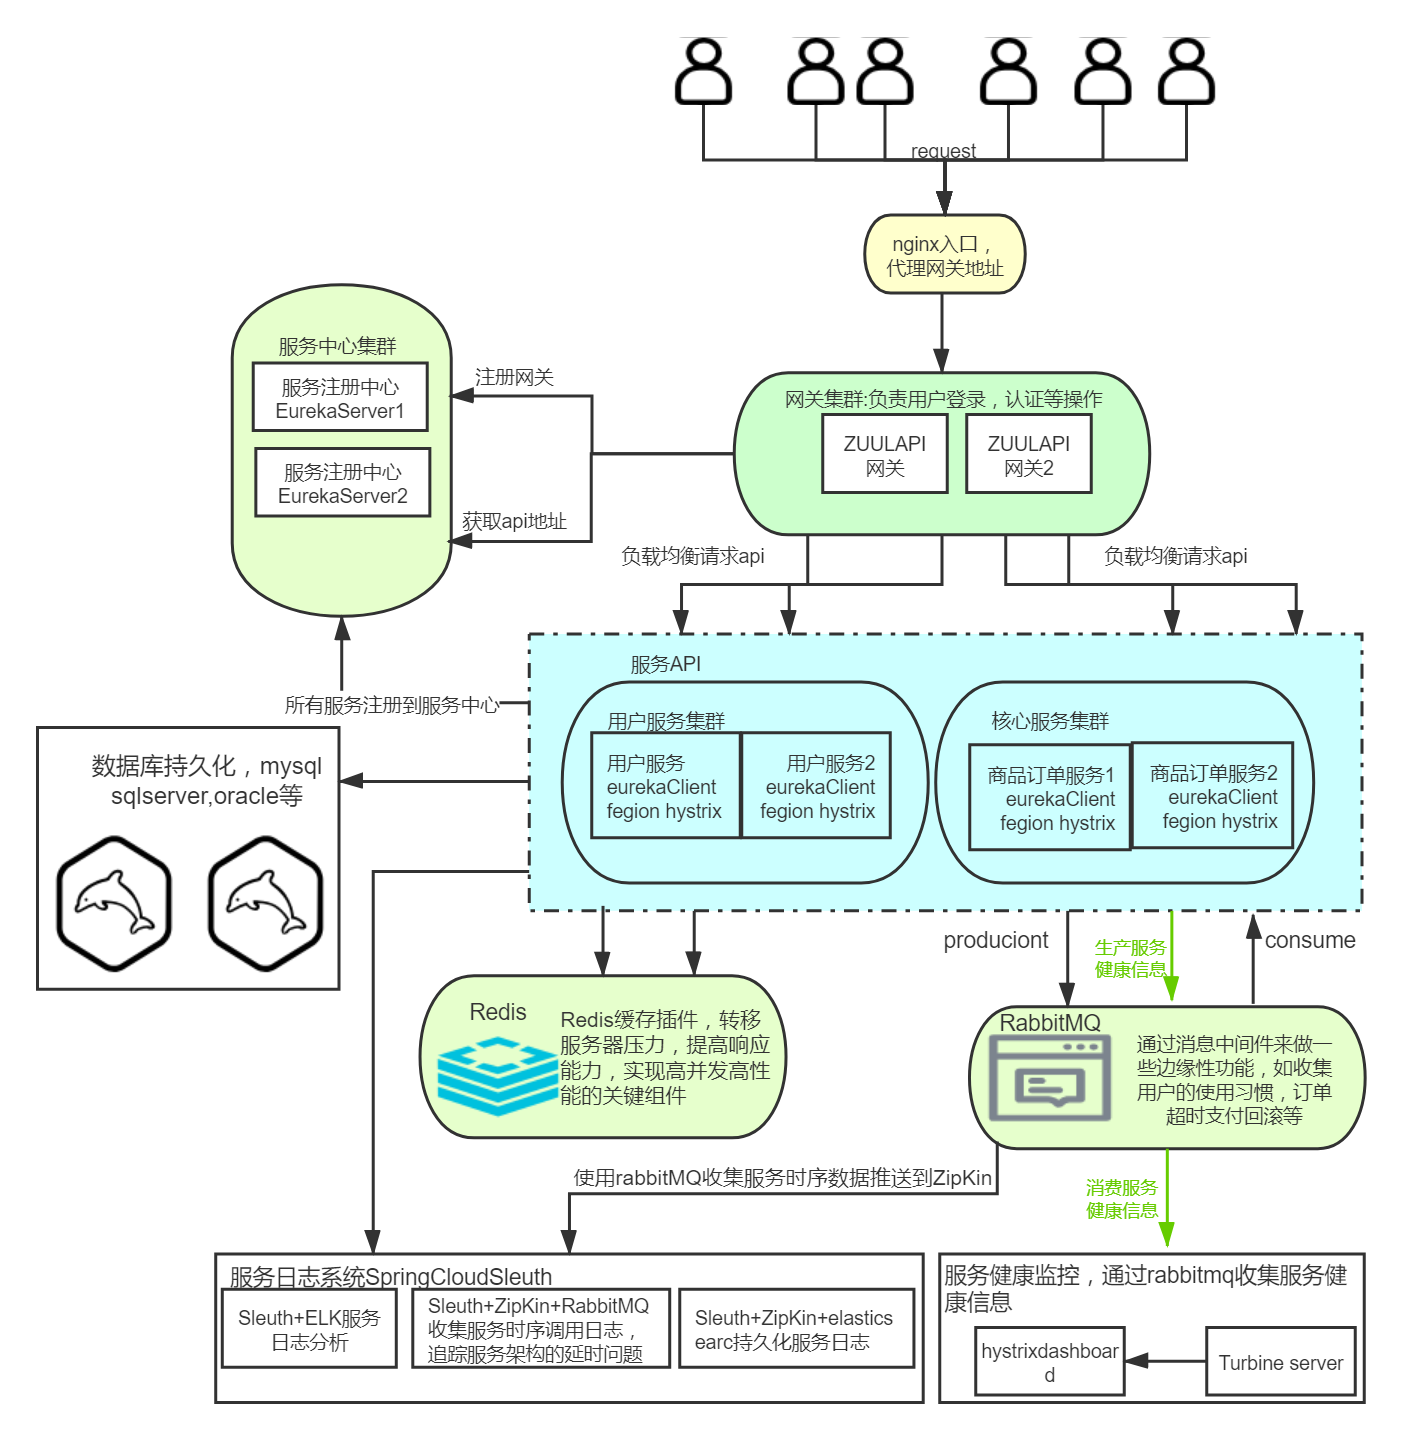 request
nginx入口，
代理网关地址
服务中心集群
服务注册中心
EurekaServer1
服务注册中心
EurekaServer2
注册网关
获取api地址
网关集群:负责用户登录，认证等操作
ZUULAPI
网关
ZUULAPI
网关2
负载均衡请求api
负载均衡请求api
所有服务注册到服务中心
服务API
用户服务集群
用户服务
eurekaClient
fegion hystrix
用户服务2
eurekaClient
fegion hystrix
核心服务集群
商品订单服务1
eurekaClient
fegion hystrix
商品订单服务2
eurekaClient
fegion hystrix
数据库持久化，mysql
sqlserver,oracle等
produciont
生产服务
健康信息
consume
Redis
Redis缓存插件，转移
服务器压力，提高响应
能力，实现高并发高性
能的关键组件
RabbitMQ
通过消息中间件来做一
些边缘性功能，如收集
用户的使用习惯，订单
超时支付回滚等
使用rabbitMQ收集服务时序数据推送到ZipKin
消费服务
健康信息
服务日志系统SpringCloudSleuth
Sleuth+ELK服务
日志分析
Sleuth+ZipKin+RabbitMQ
收集服务时序调用日志，
追踪服务架构的延时问题
Sleuth+ZipKin+elastics
earc持久化服务日志
服务健康监控，通过rabbitmq收集服务健
康信息
hystrixdashboar
d
Turbine server